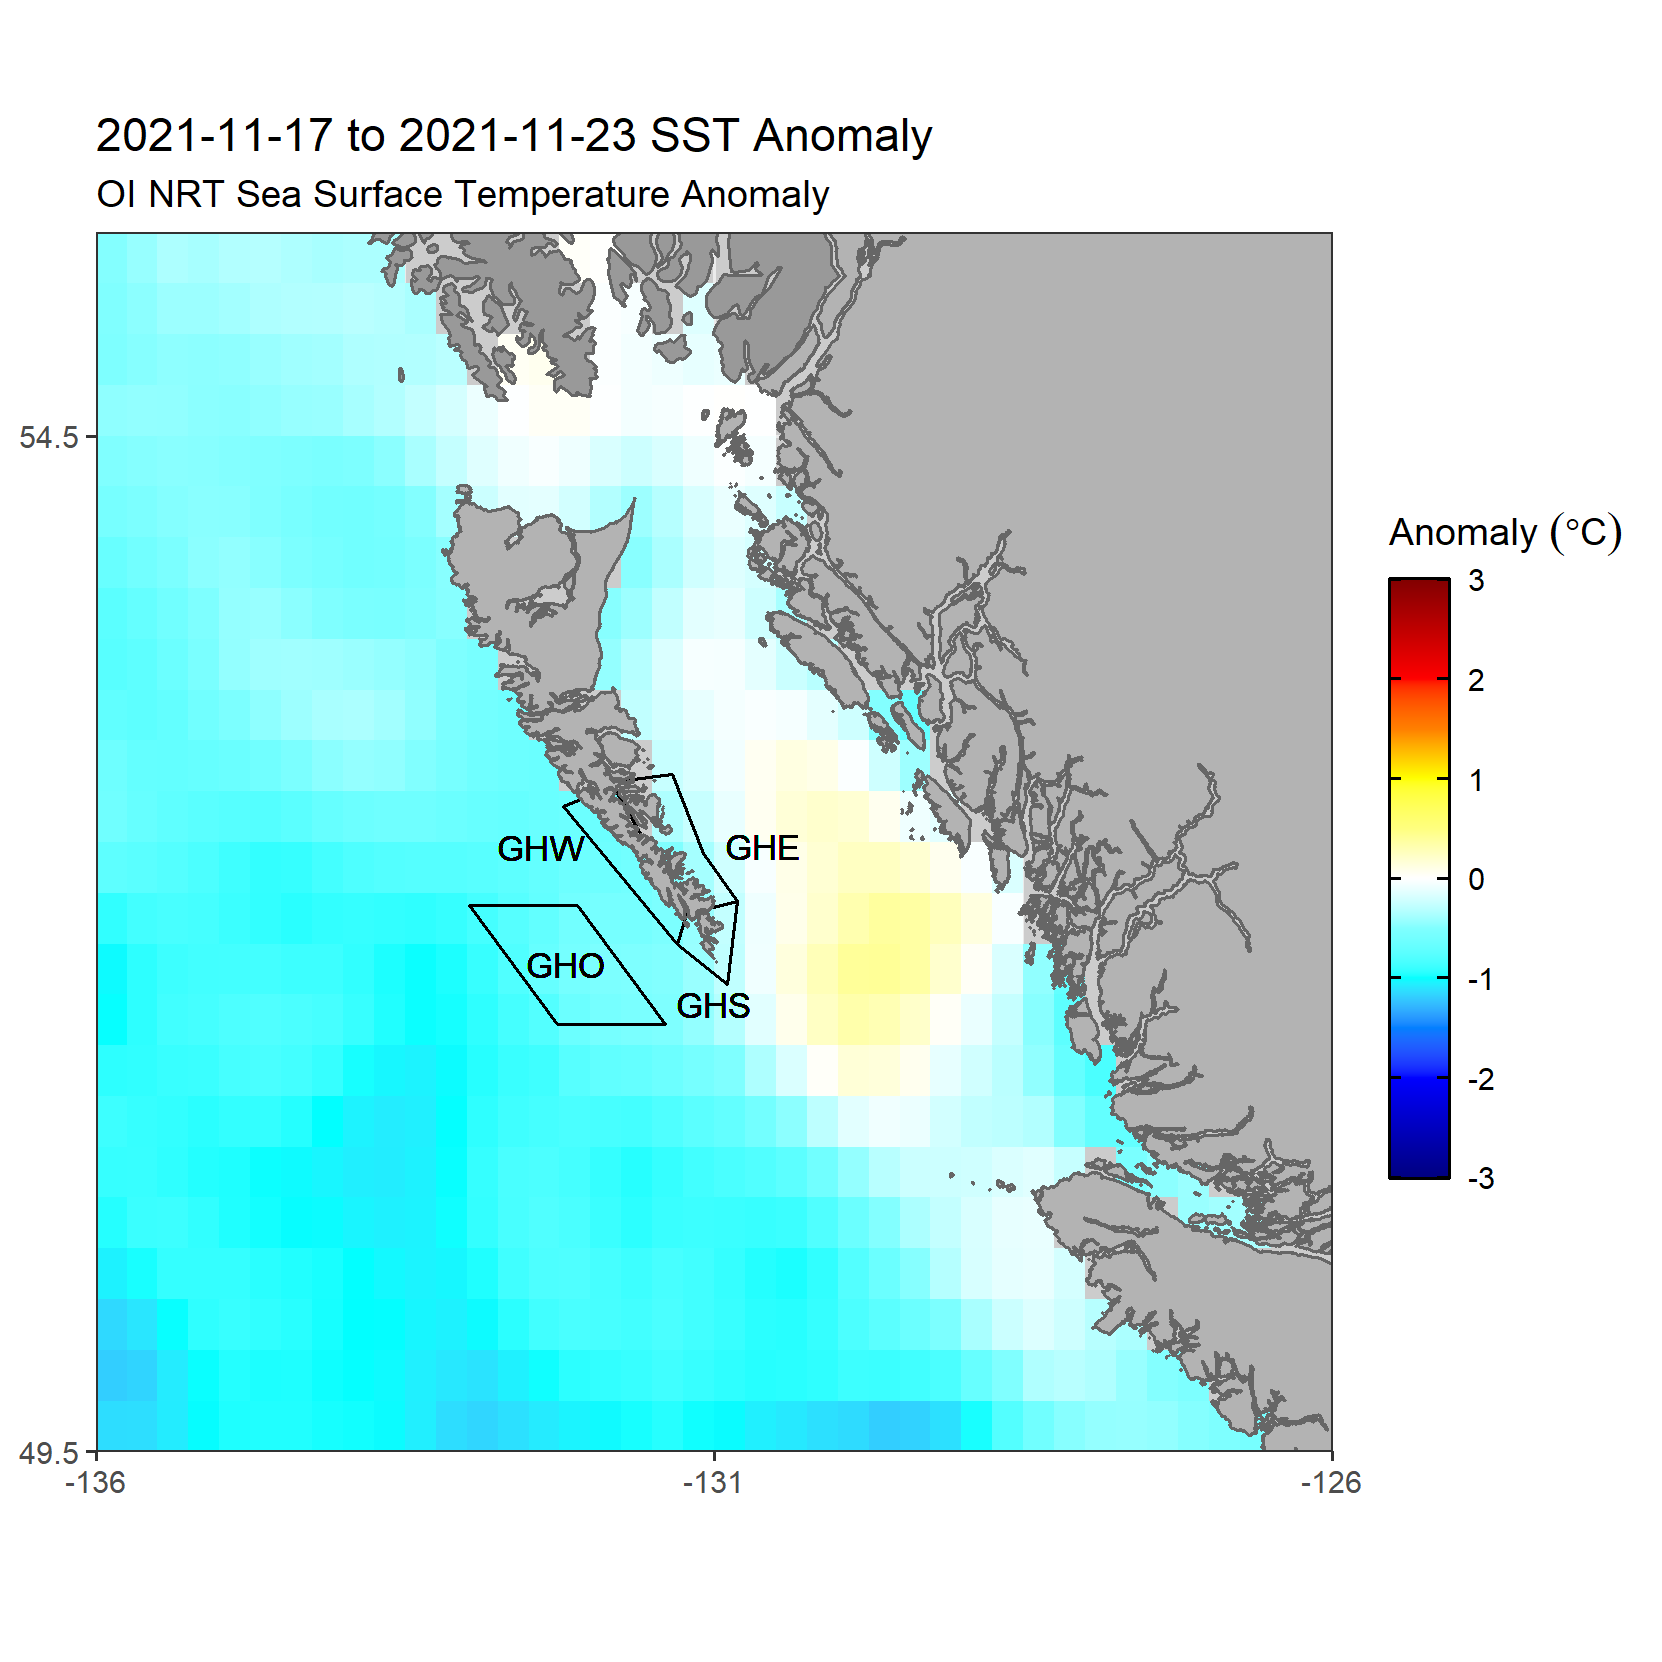 2021-11-17 to 2021-11-23 SST Anomaly
OI NRT Sea Surface Temperature Anomaly
54.5
49.5
-136
-131
-126
GHW
GHE
GHO
GHS
Anomaly (°C)
3
2
1
0
-1
-2
-3